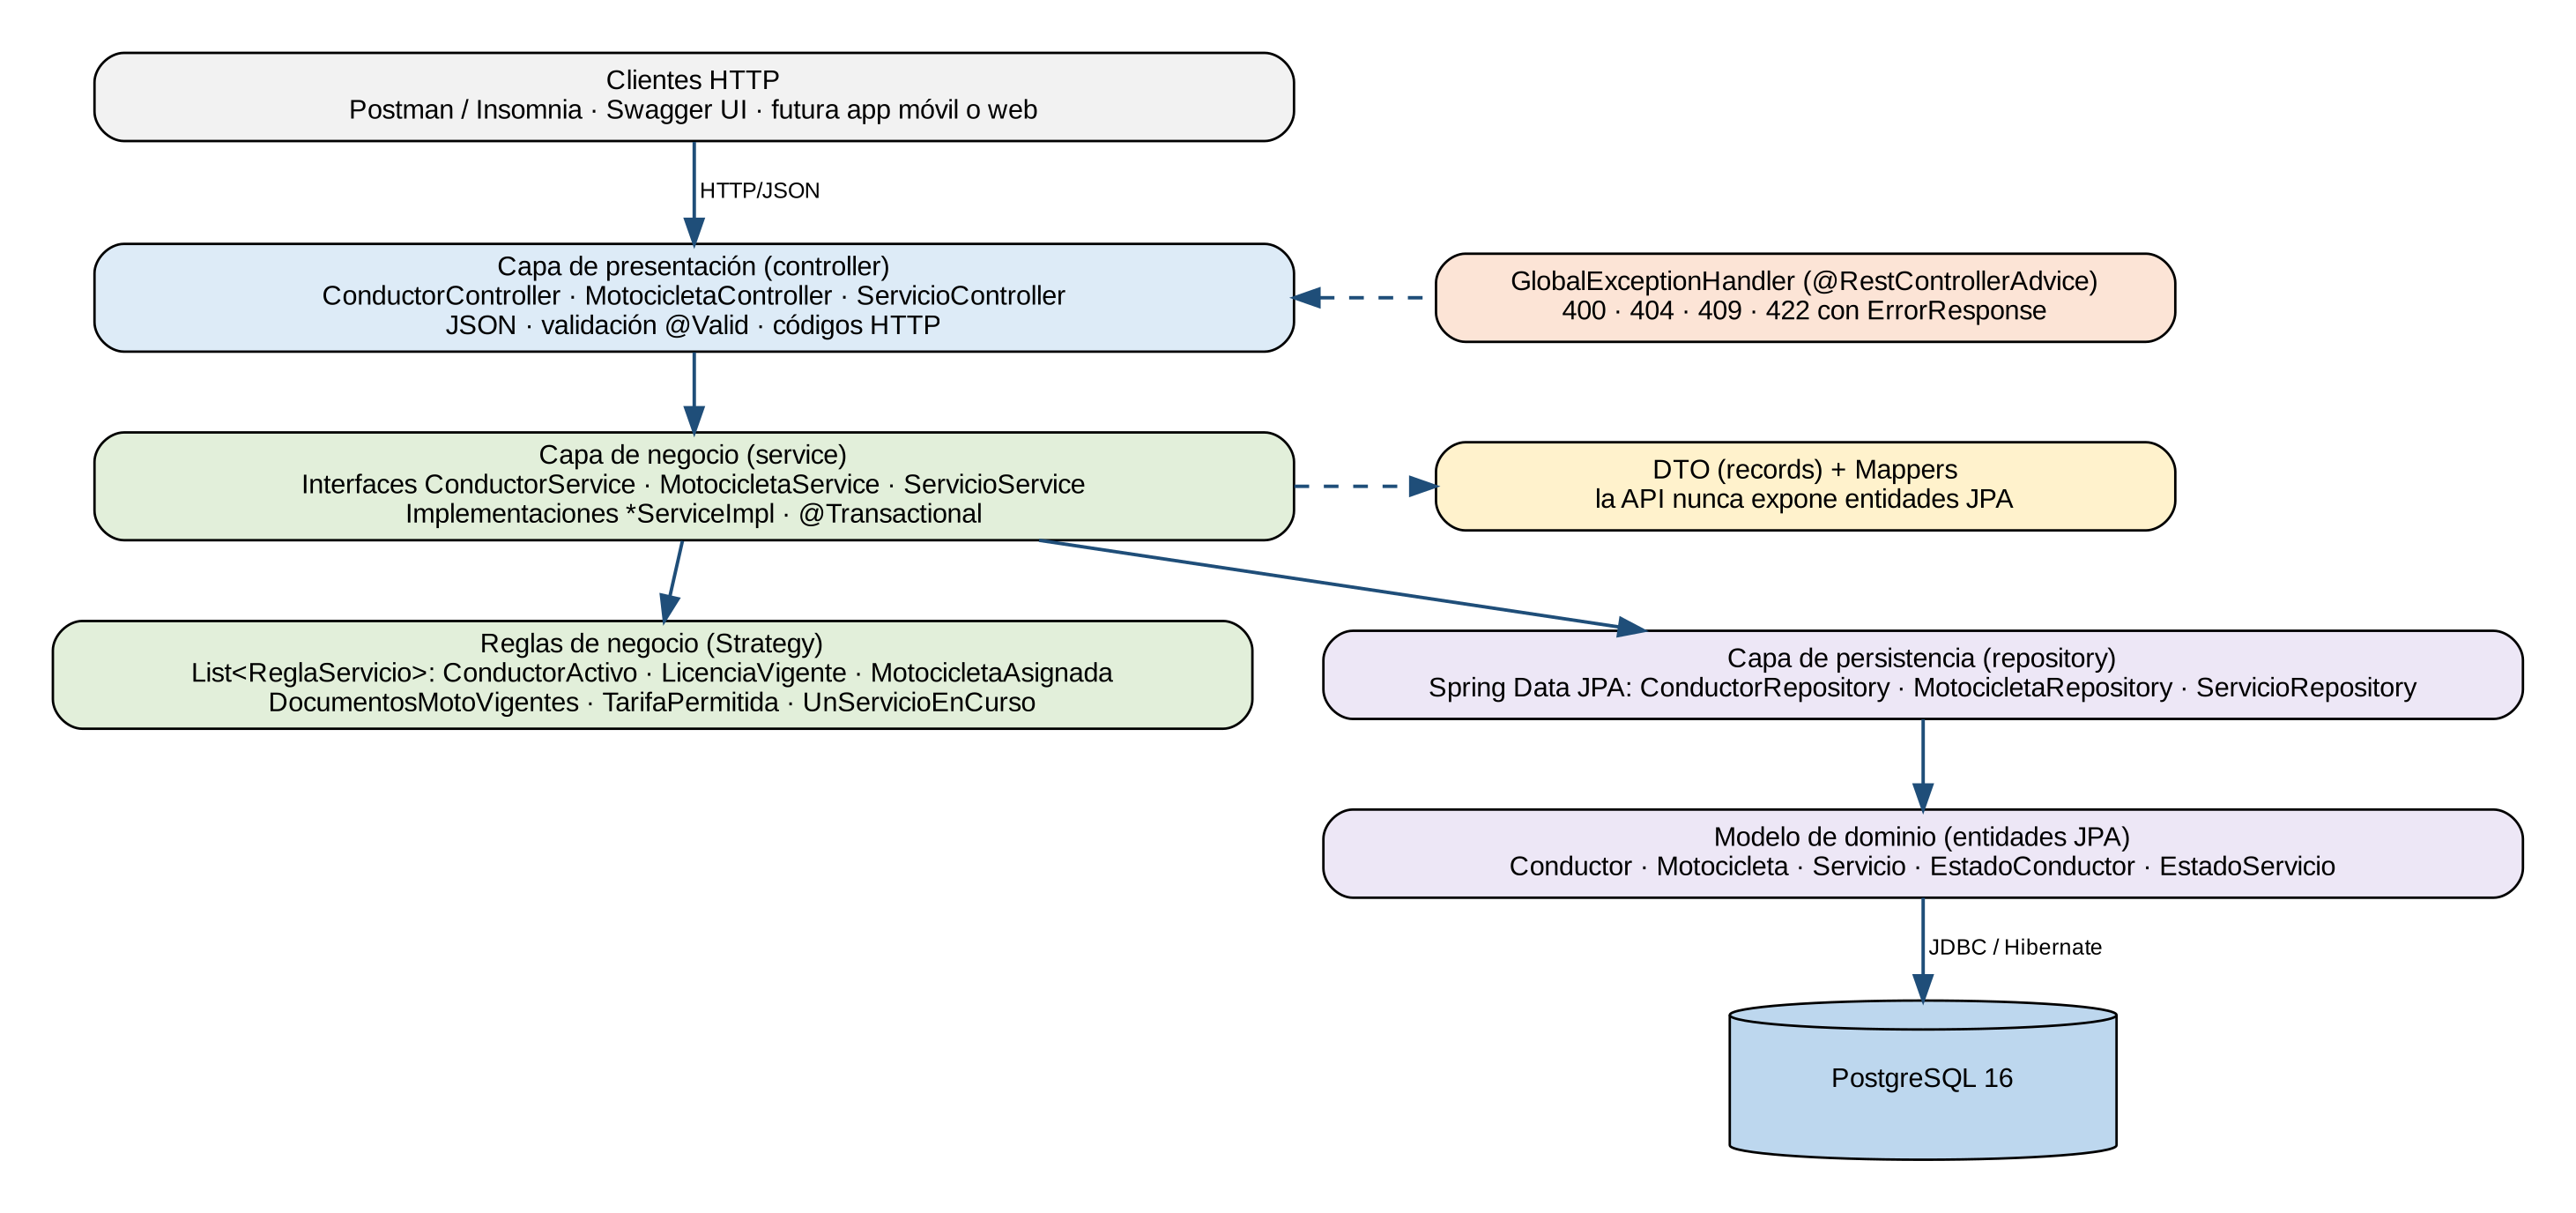 Clientes HTTP
Postman / Insomnia · Swagger UI · futura app móvil o web
HTTP/JSON
Capa de presentación (controller)
ConductorController · MotocicletaController · ServicioController
JSON · validación @Valid · códigos HTTP
GlobalExceptionHandler (@RestControllerAdvice)
400 · 404 · 409 · 422 con ErrorResponse
Capa de negocio (service)
Interfaces ConductorService · MotocicletaService · ServicioService
Implementaciones *ServiceImpl · @Transactional
DTO (records) + Mappers
la API nunca expone entidades JPA
Reglas de negocio (Strategy)
List<ReglaServicio>: ConductorActivo · LicenciaVigente · MotocicletaAsignada
DocumentosMotoVigentes · TarifaPermitida · UnServicioEnCurso
Capa de persistencia (repository)
Spring Data JPA: ConductorRepository · MotocicletaRepository · ServicioRepository
Modelo de dominio (entidades JPA)
Conductor · Motocicleta · Servicio · EstadoConductor · EstadoServicio
JDBC / Hibernate
PostgreSQL 16